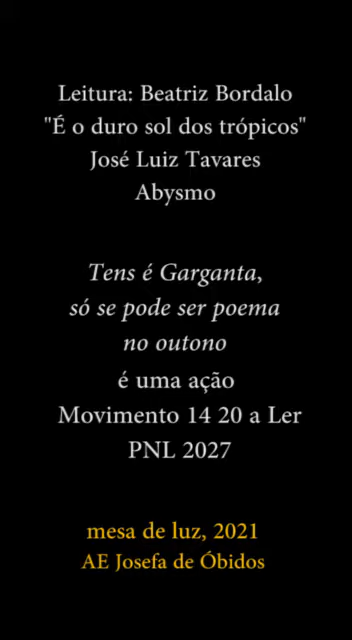 Leitura: Beatriz Bordalo
"É o duro sol dos trópicos"
José Luiz Tavares
Abysmo
Tens é Garganta,
só se pode ser poema
no outono
é uma ação
Movimento 14 20 a Ler
PNL 2027
mesa de luz, 2021
AE Josefa de Óbidos